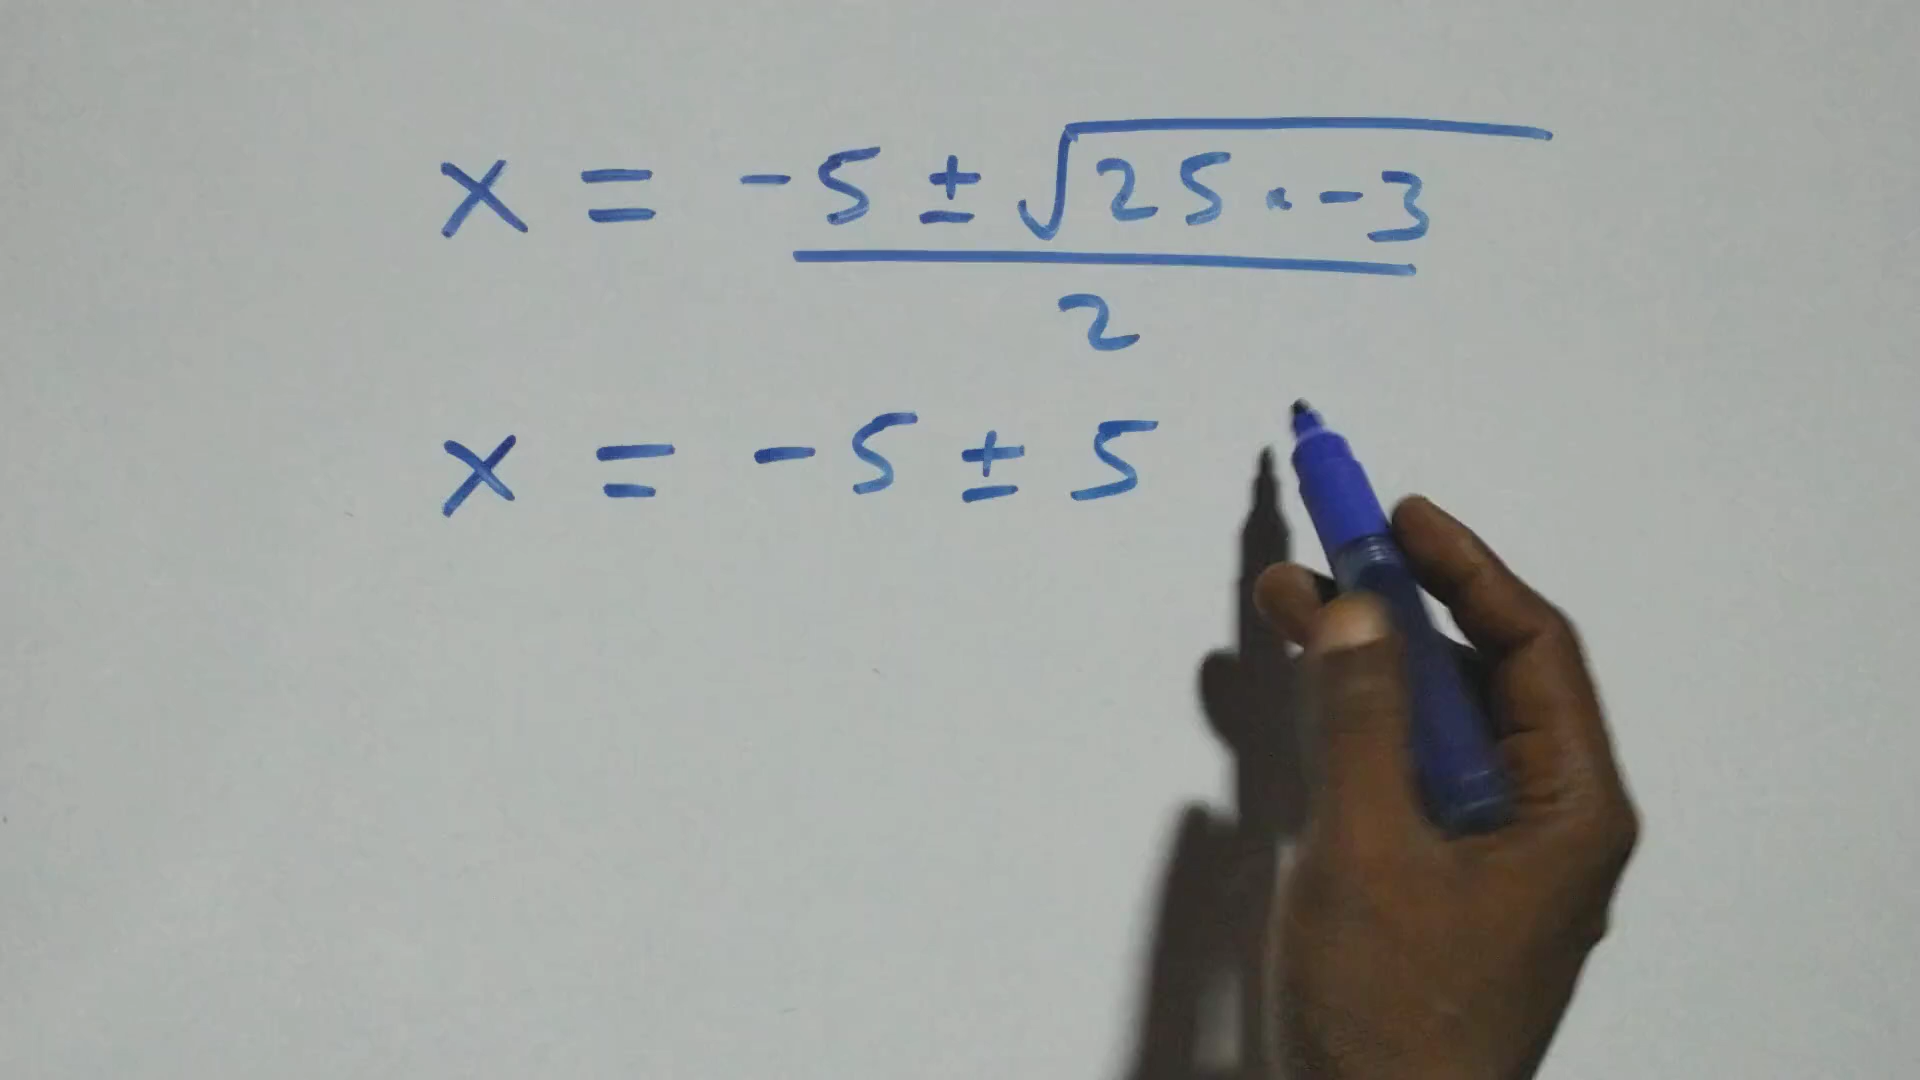 x = -5 ± √25 · -3
2
x = -5 ± 5